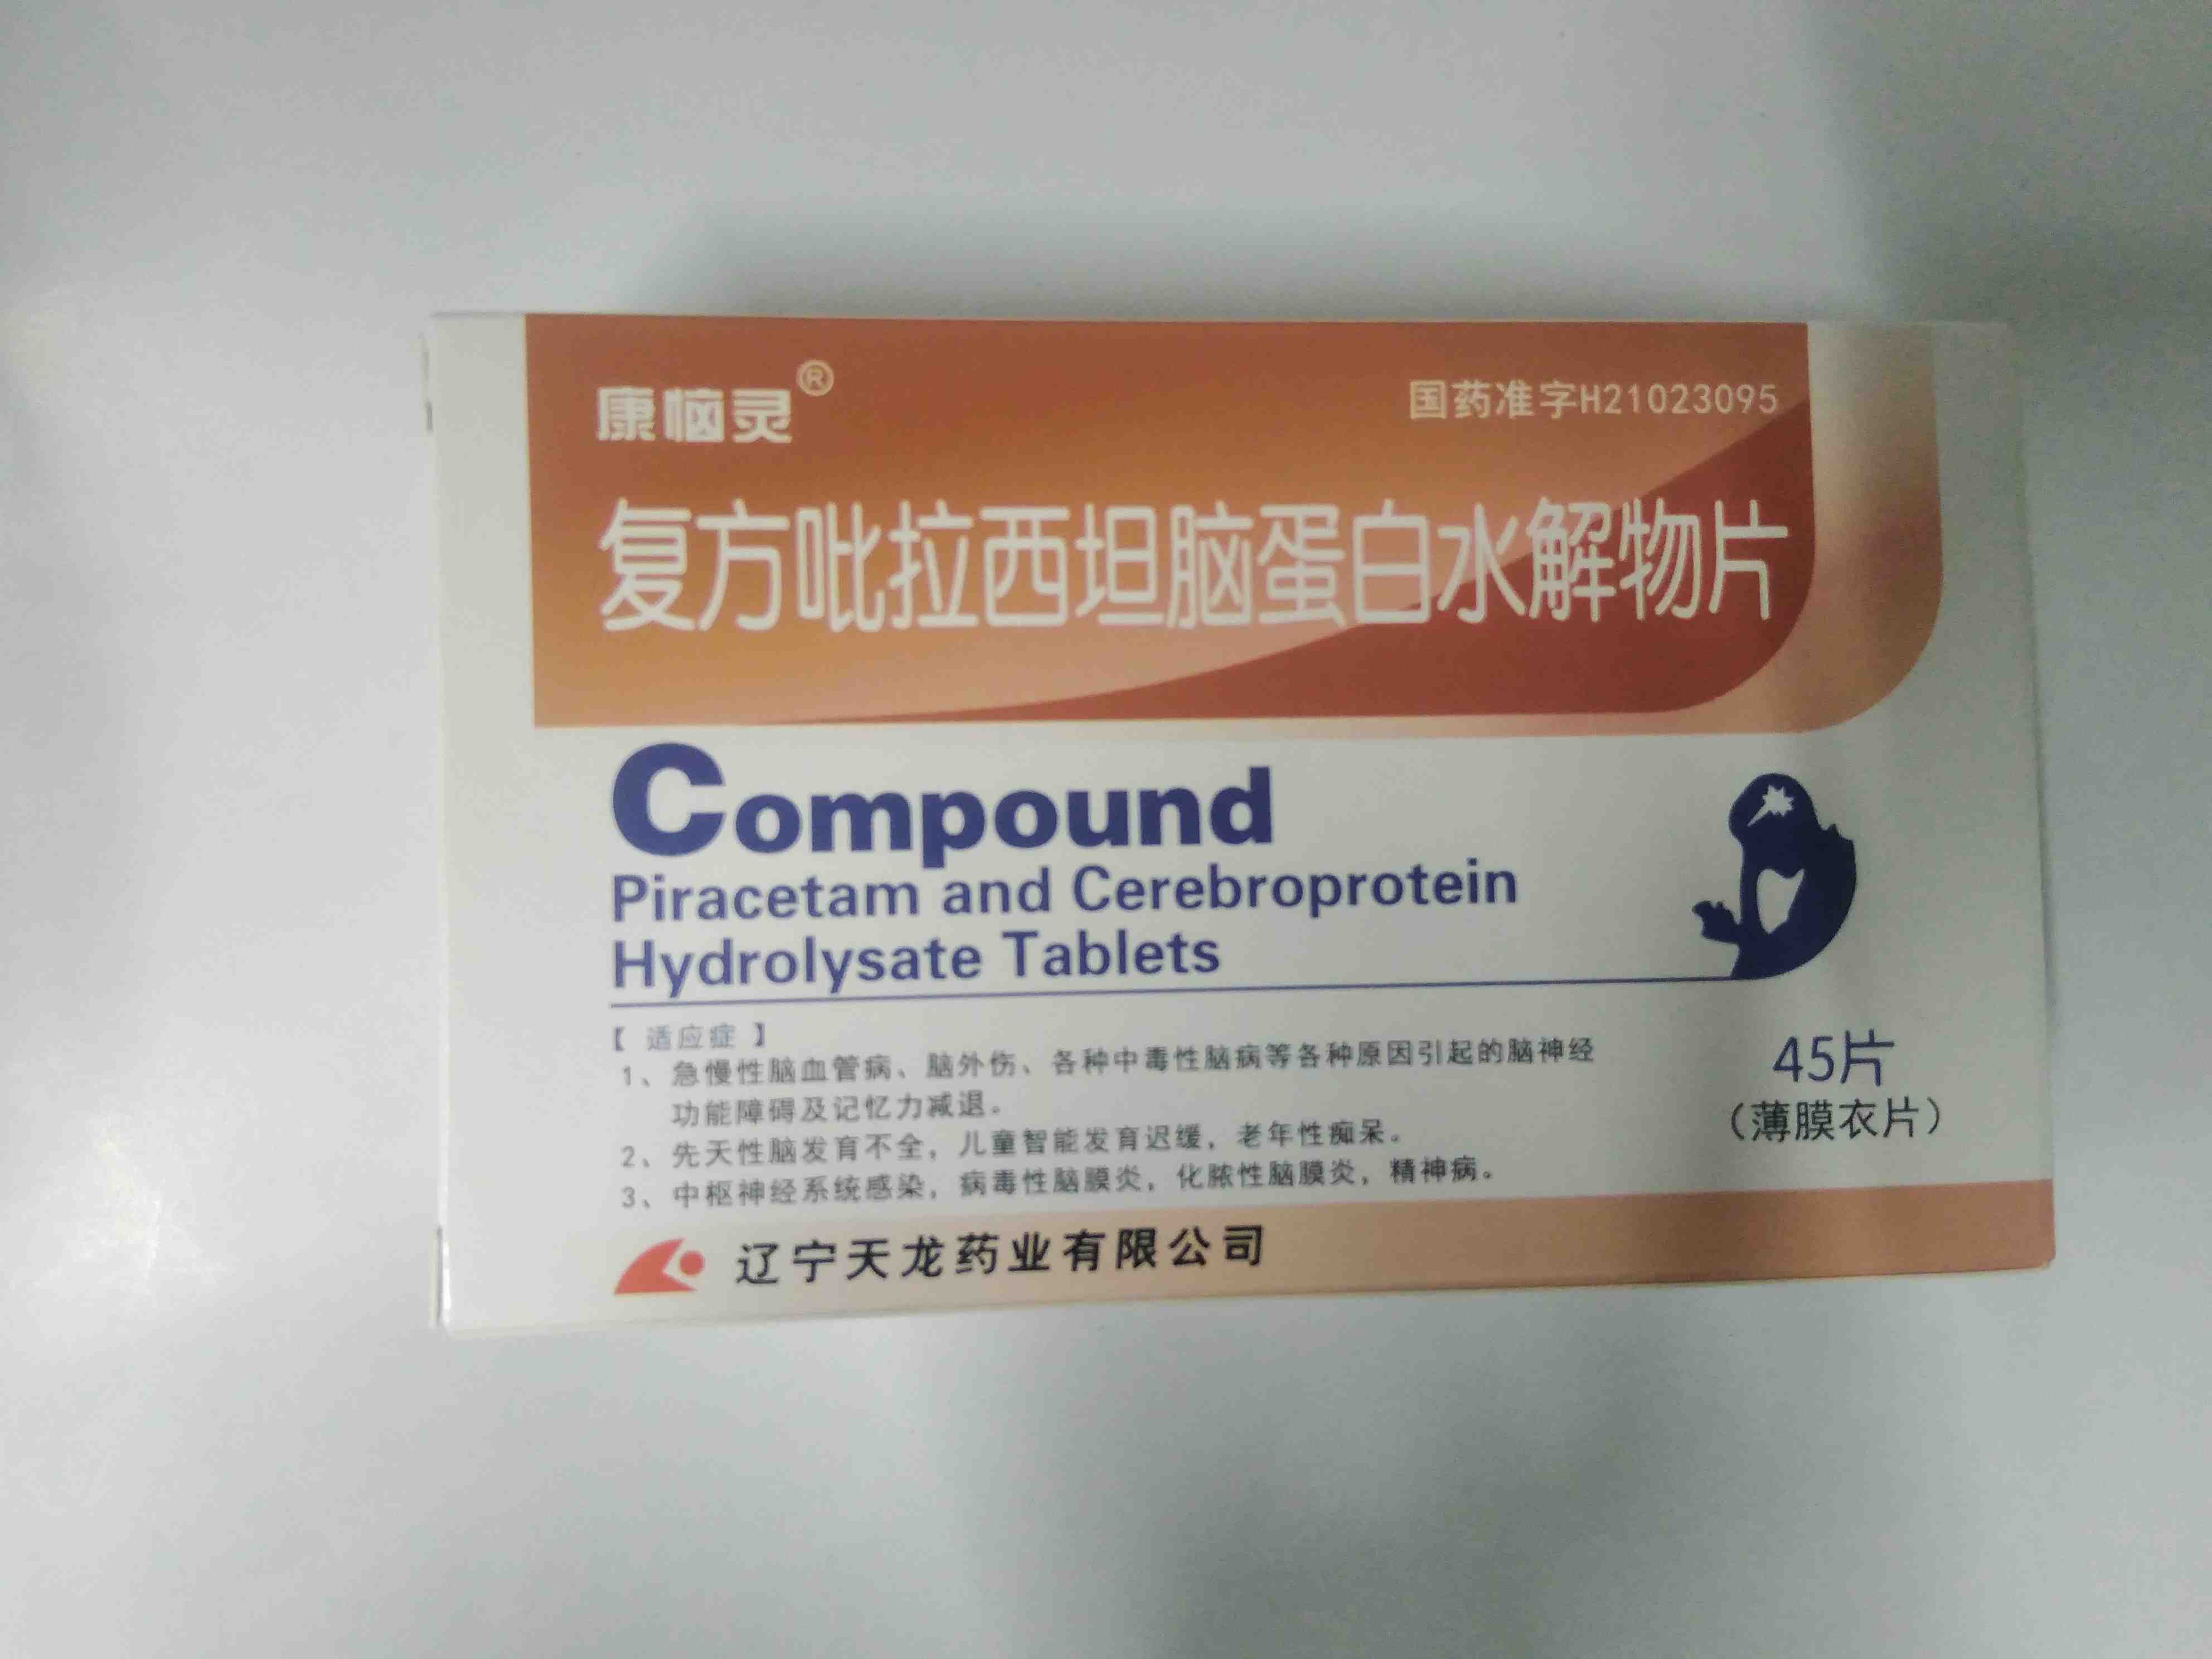 康恼灵®
国药准字H21023095
复方吡拉西坦脑蛋白水解物片
Compound
Piracetam and Cerebroprotein
Hydrolysate Tablets
【适应症】
1、急慢性脑血管病、脑外伤、各种中毒性脑病等各种原因引起的脑神经
功能障碍及记忆力减退。
2、先天性脑发育不全，儿童智能发育迟缓，老年性痴呆。
3、中枢神经系统感染，病毒性脑膜炎，化脓性脑膜炎，精神病。
45片
（薄膜衣片）
辽宁天龙药业有限公司